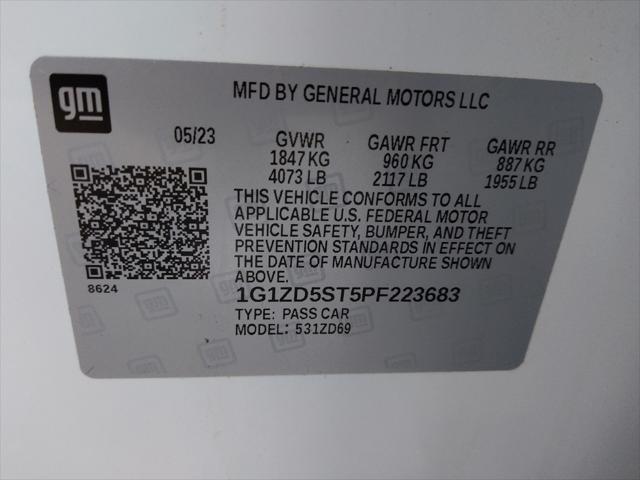 gm
MFD BY GENERAL MOTORS LLC
05/23 GVWR GAWR FRT GAWR RR
1847 KG 960 KG 887 KG
4073 LB 2117 LB 1955 LB
THIS VEHICLE CONFORMS TO ALL
APPLICABLE U.S. FEDERAL MOTOR
VEHICLE SAFETY, BUMPER, AND THEFT
PREVENTION STANDARDS IN EFFECT ON
THE DATE OF MANUFACTURE SHOWN
ABOVE.
8624
1G1ZD5ST5PF223683
TYPE: PASS CAR
MODEL: 531ZD69